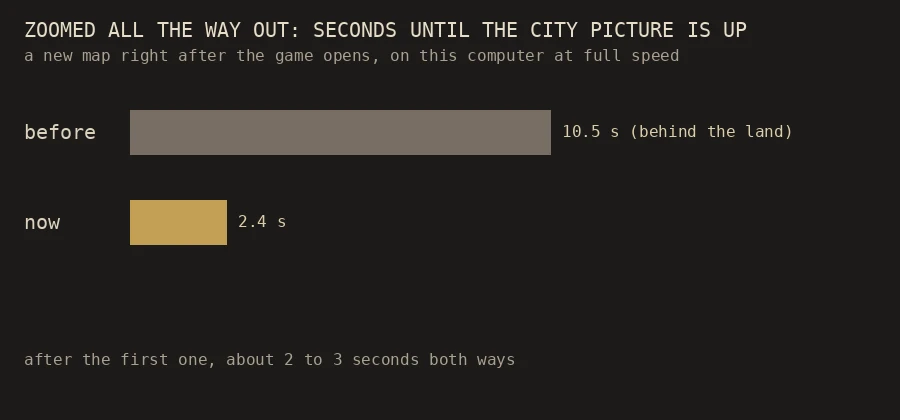 ZOOMED ALL THE WAY OUT: SECONDS UNTIL THE CITY PICTURE IS UP
a new map right after the game opens, on this computer at full speed
before
10.5 s (behind the land)
now
2.4 s
after the first one, about 2 to 3 seconds both ways